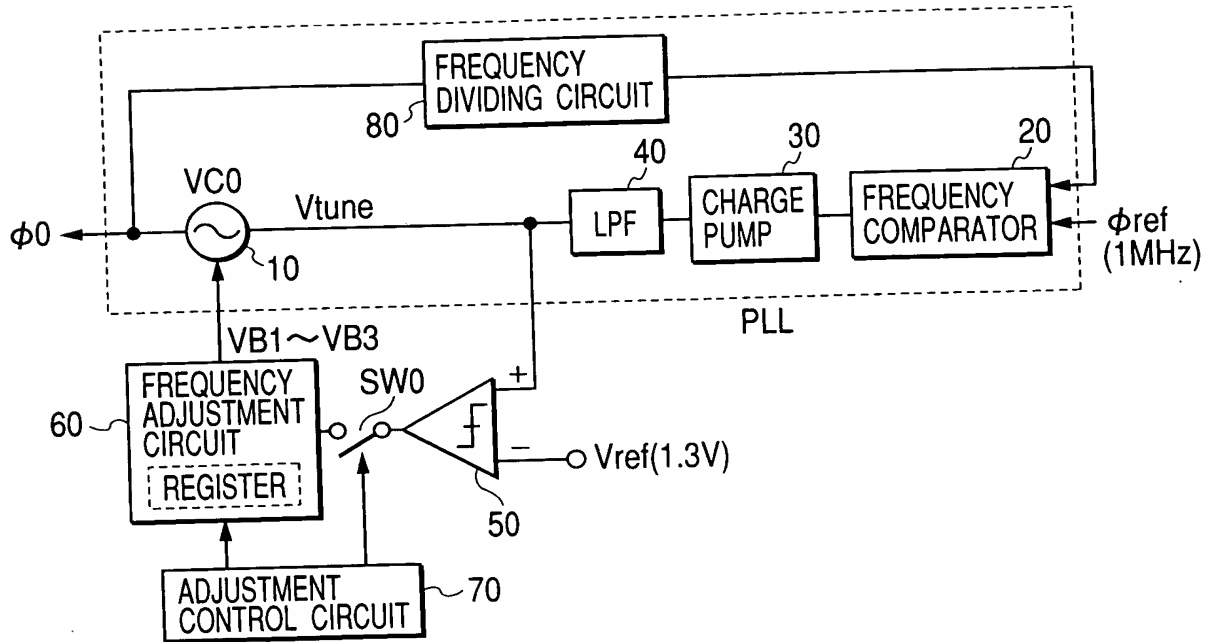 FREQUENCY
DIVIDING CIRCUIT
80
40
30
20
VC0
Vtune
LPF
CHARGE
PUMP
FREQUENCY
COMPARATOR
ϕ0
10
ϕref
(1MHz)
PLL
VB1～VB3
FREQUENCY
ADJUSTMENT
CIRCUIT
REGISTER
60
SW0
+
−
Vref(1.3V)
50
ADJUSTMENT
CONTROL CIRCUIT
70